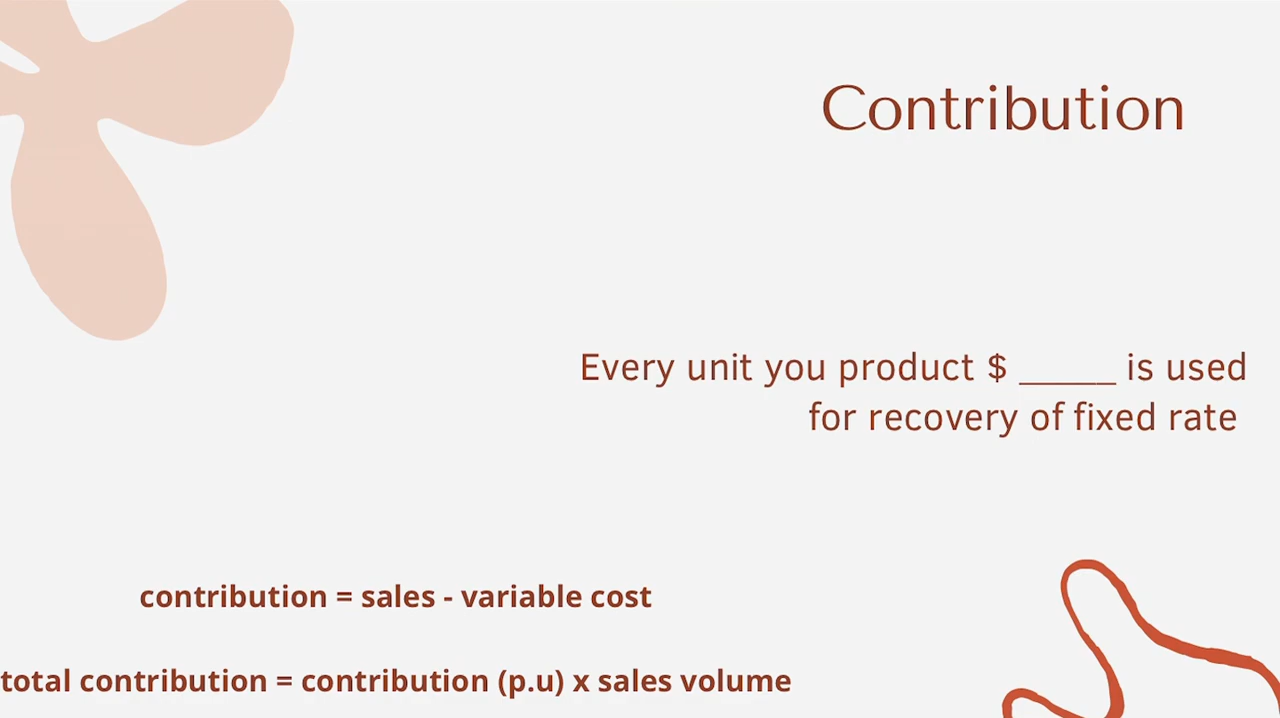 Contribution
Every unit you product $ _____ is used
for recovery of fixed rate
contribution = sales - variable cost
total contribution = contribution (p.u) x sales volume